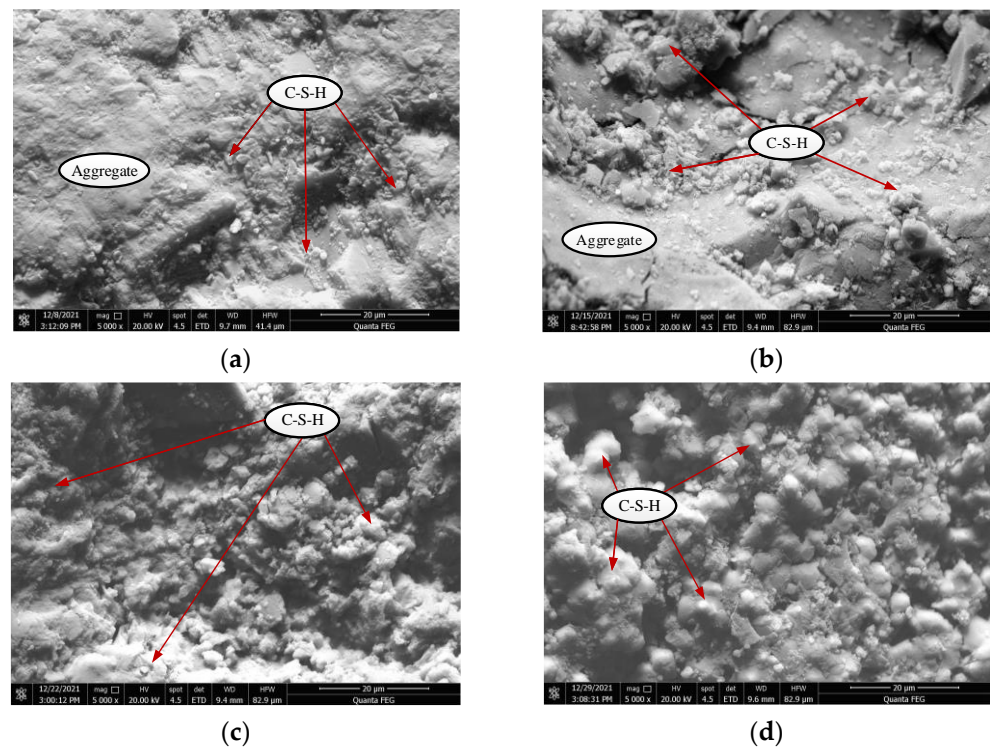 C-S-H
Aggregate
12/8/2021 mag HV spot det WD HFW 20 µm
3:12:09 PM 5 000 x 20.00 kV 4.5 ETD 9.7 mm 41.4 µm Quanta FEG
(a)
C-S-H
Aggregate
12/15/2021 mag HV spot det WD HFW 20 µm
8:42:58 PM 5 000 x 20.00 kV 4.5 ETD 9.4 mm 82.9 µm Quanta FEG
(b)
C-S-H
12/22/2021 mag HV spot det WD HFW 20 µm
3:00:12 PM 5 000 x 20.00 kV 4.5 ETD 9.4 mm 82.9 µm Quanta FEG
(c)
C-S-H
12/29/2021 mag HV spot det WD HFW 20 µm
3:08:31 PM 5 000 x 20.00 kV 4.5 ETD 9.6 mm 82.9 µm Quanta FEG
(d)